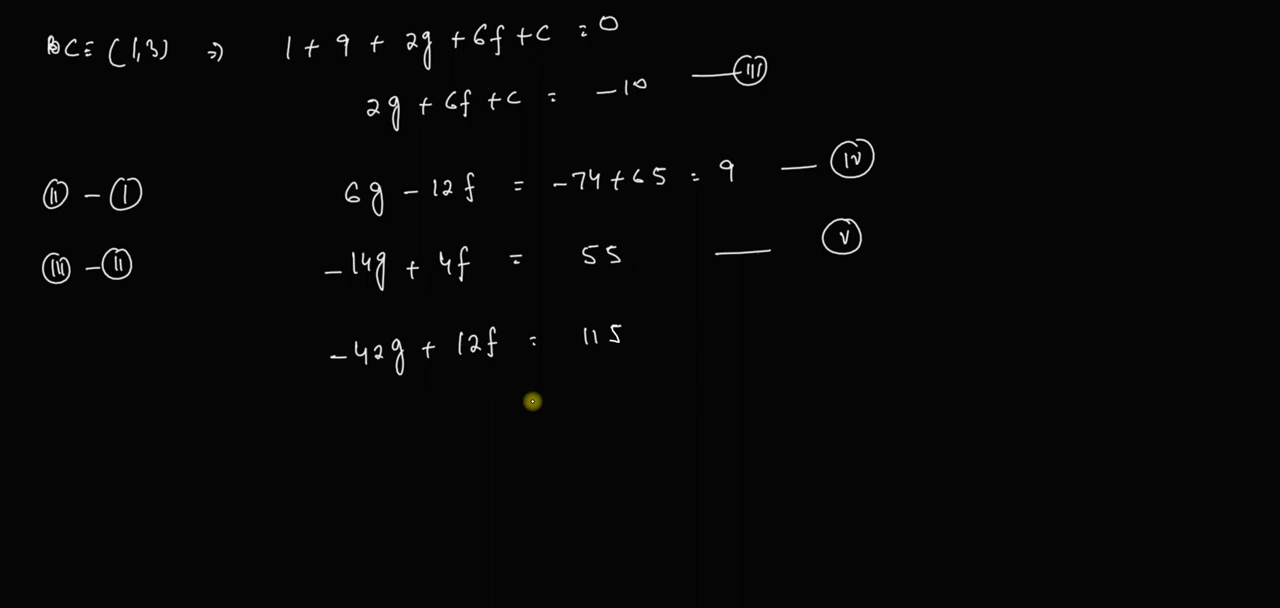 C ≡ (1,3) ⇒ 1 + 9 + 2g + 6f + c = 0
2g + 6f + c = -10 — III
II - I 6g - 12f = -74 + 65 = 9 — IV
III - II -14g + 4f = 55 — V
-42g + 12f = 115